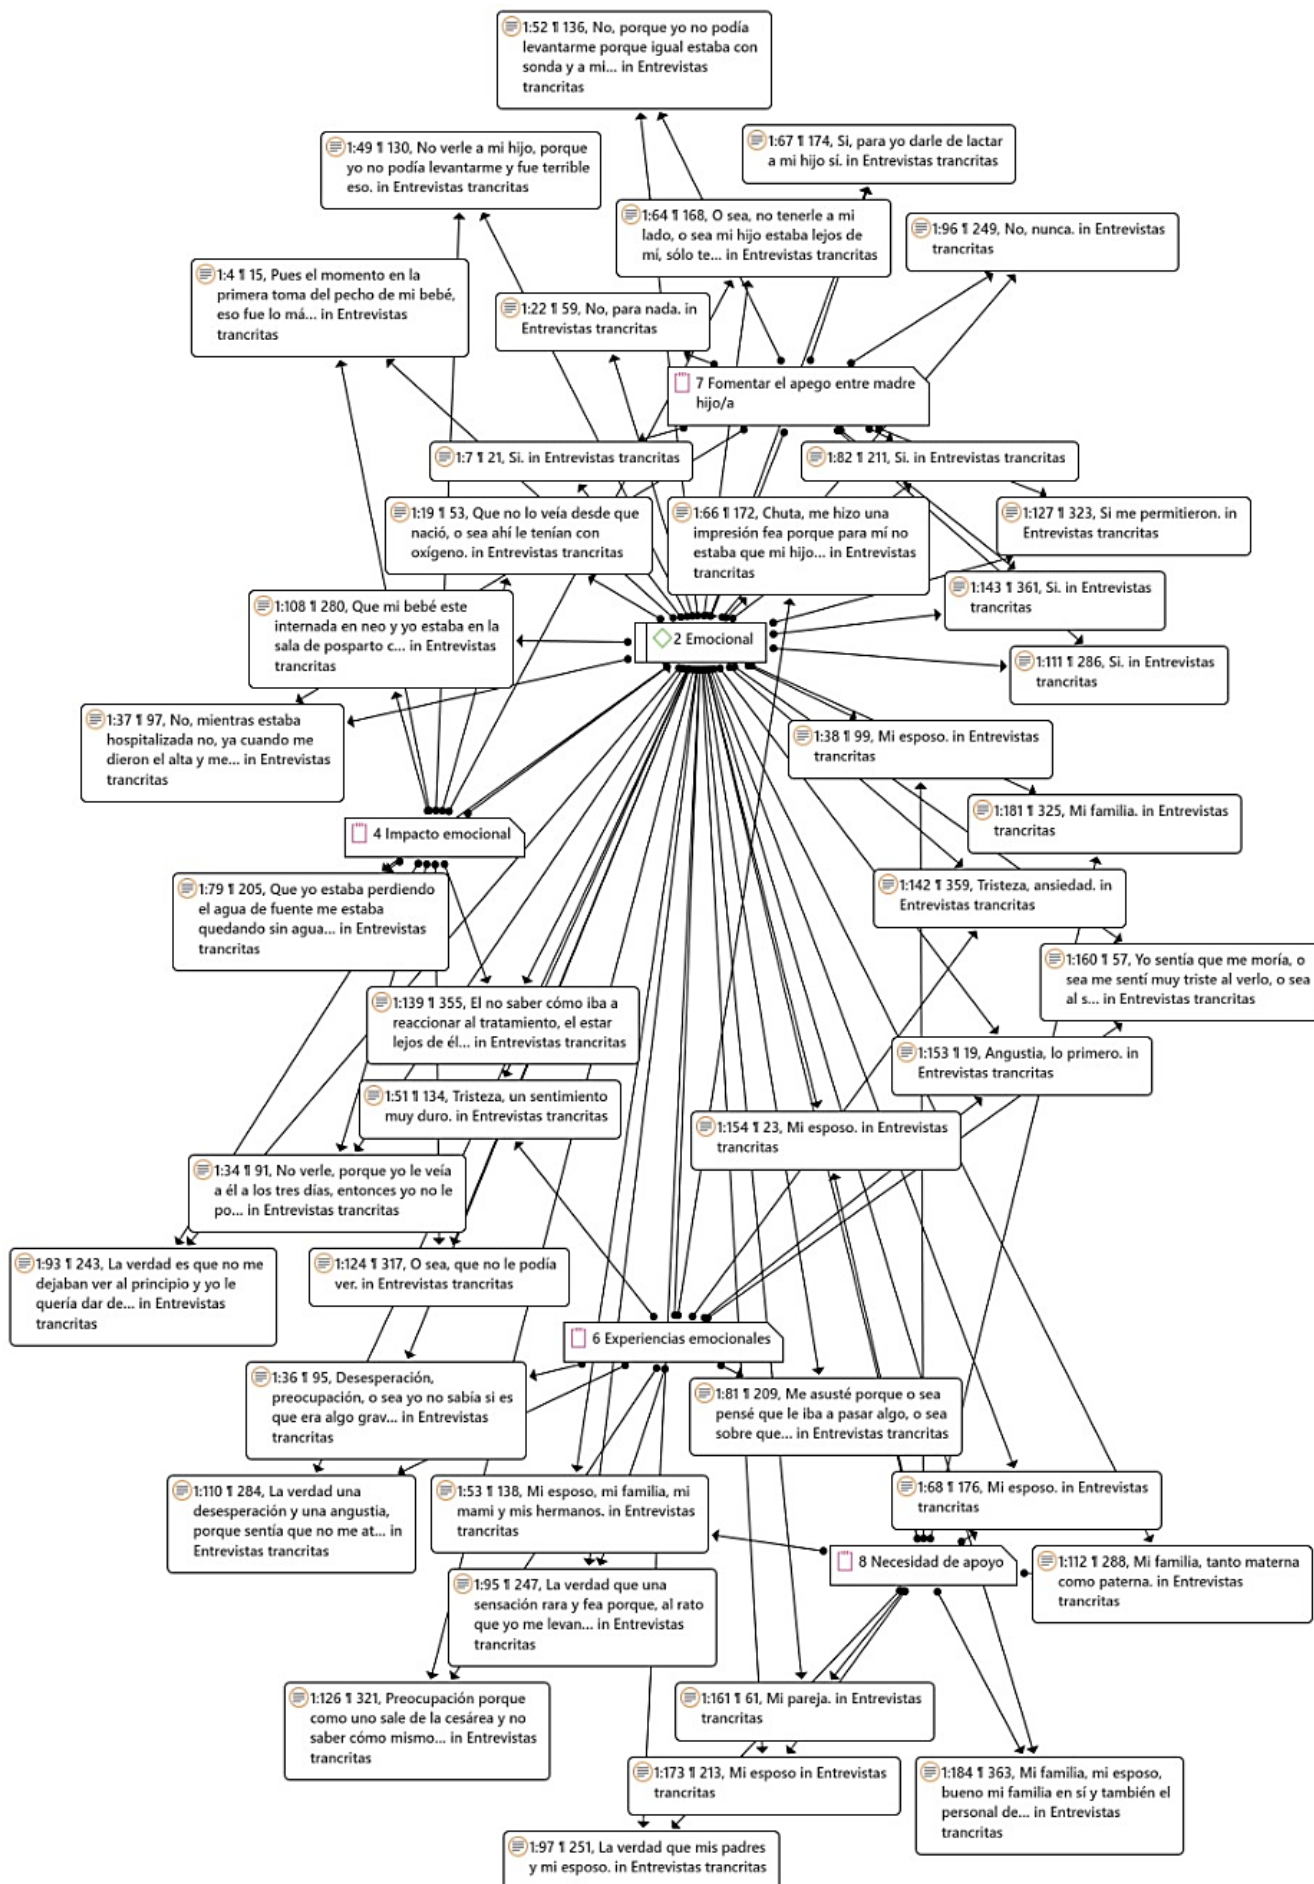 1:52 ¶ 136, No, porque yo no podía
levantarme porque igual estaba con
sonda y a mi... in Entrevistas
trancritas
1:67 ¶ 174, Si, para yo darle de lactar
a mi hijo sí. in Entrevistas trancritas
1:49 ¶ 130, No verle a mi hijo, porque
yo no podía levantarme y fue terrible
eso. in Entrevistas trancritas
1:64 ¶ 168, O sea, no tenerle a mi
lado, o sea mi hijo estaba lejos de
mí, sólo te... in Entrevistas
trancritas
1:96 ¶ 249, No, nunca. in Entrevistas
trancritas
1:4 ¶ 15, Pues el momento en la
primera toma del pecho de mi bebé,
eso fue lo má... in Entrevistas
trancritas
1:22 ¶ 59, No, para nada. in
Entrevistas trancritas
7 Fomentar el apego entre madre
hijo/a
1:7 ¶ 21, Si. in Entrevistas trancritas
1:82 ¶ 211, Si. in Entrevistas trancritas
1:19 ¶ 53, Que no lo veía desde que
nació, o sea ahí le tenían con
oxígeno. in Entrevistas trancritas
1:66 ¶ 172, Chuta, me hizo una
impresión fea porque para mí no
estaba que mi hijo... in Entrevistas
trancritas
1:127 ¶ 323, Si me permitieron. in
Entrevistas trancritas
1:143 ¶ 361, Si. in Entrevistas
trancritas
1:108 ¶ 280, Que mi bebé este
internada en neo y yo estaba en la
sala de posparto c... in Entrevistas
trancritas
2 Emocional
1:111 ¶ 286, Si. in Entrevistas
trancritas
1:37 ¶ 97, No, mientras estaba
hospitalizada no, ya cuando me
dieron el alta y me... in Entrevistas
trancritas
1:38 ¶ 99, Mi esposo. in Entrevistas
trancritas
1:181 ¶ 325, Mi familia. in Entrevistas
trancritas
4 Impacto emocional
1:79 ¶ 205, Que yo estaba perdiendo
el agua de fuente me estaba
quedando sin agua... in Entrevistas
trancritas
1:142 ¶ 359, Tristeza, ansiedad. in
Entrevistas trancritas
1:160 ¶ 57, Yo sentía que me moría, o
sea me sentí muy triste al verlo, o sea
al s... in Entrevistas trancritas
1:139 ¶ 355, El no saber cómo iba a
reaccionar al tratamiento, el estar
lejos de él... in Entrevistas
trancritas
1:153 ¶ 19, Angustia, lo primero. in
Entrevistas trancritas
1:51 ¶ 134, Tristeza, un sentimiento
muy duro. in Entrevistas trancritas
1:154 ¶ 23, Mi esposo. in Entrevistas
trancritas
1:34 ¶ 91, No verle, porque yo le veía
a él a los tres días, entonces yo no le
po... in Entrevistas trancritas
1:93 ¶ 243, La verdad es que no me
dejaban ver al principio y yo le
quería dar de... in Entrevistas
trancritas
1:124 ¶ 317, O sea, que no le podía
ver. in Entrevistas trancritas
6 Experiencias emocionales
1:36 ¶ 95, Desesperación,
preocupación, o sea yo no sabía si es
que era algo grav... in Entrevistas
trancritas
1:81 ¶ 209, Me asusté porque o sea
pensé que le iba a pasar algo, o sea
sobre que... in Entrevistas trancritas
1:110 ¶ 284, La verdad una
desesperación y una angustia,
porque sentía que no me at... in
Entrevistas trancritas
1:53 ¶ 138, Mi esposo, mi familia, mi
mami y mis hermanos. in Entrevistas
trancritas
1:68 ¶ 176, Mi esposo. in Entrevistas
trancritas
8 Necesidad de apoyo
1:112 ¶ 288, Mi familia, tanto materna
como paterna. in Entrevistas
trancritas
1:95 ¶ 247, La verdad que una
sensación rara y fea porque, al rato
que yo me levan... in Entrevistas
trancritas
1:126 ¶ 321, Preocupación porque
como uno sale de la cesárea y no
saber cómo mismo... in Entrevistas
trancritas
1:161 ¶ 61, Mi pareja. in Entrevistas
trancritas
1:173 ¶ 213, Mi esposo in Entrevistas
trancritas
1:184 ¶ 363, Mi familia, mi esposo,
bueno mi familia en sí y también el
personal de... in Entrevistas
trancritas
1:97 ¶ 251, La verdad que mis padres
y mi esposo. in Entrevistas
trancritas